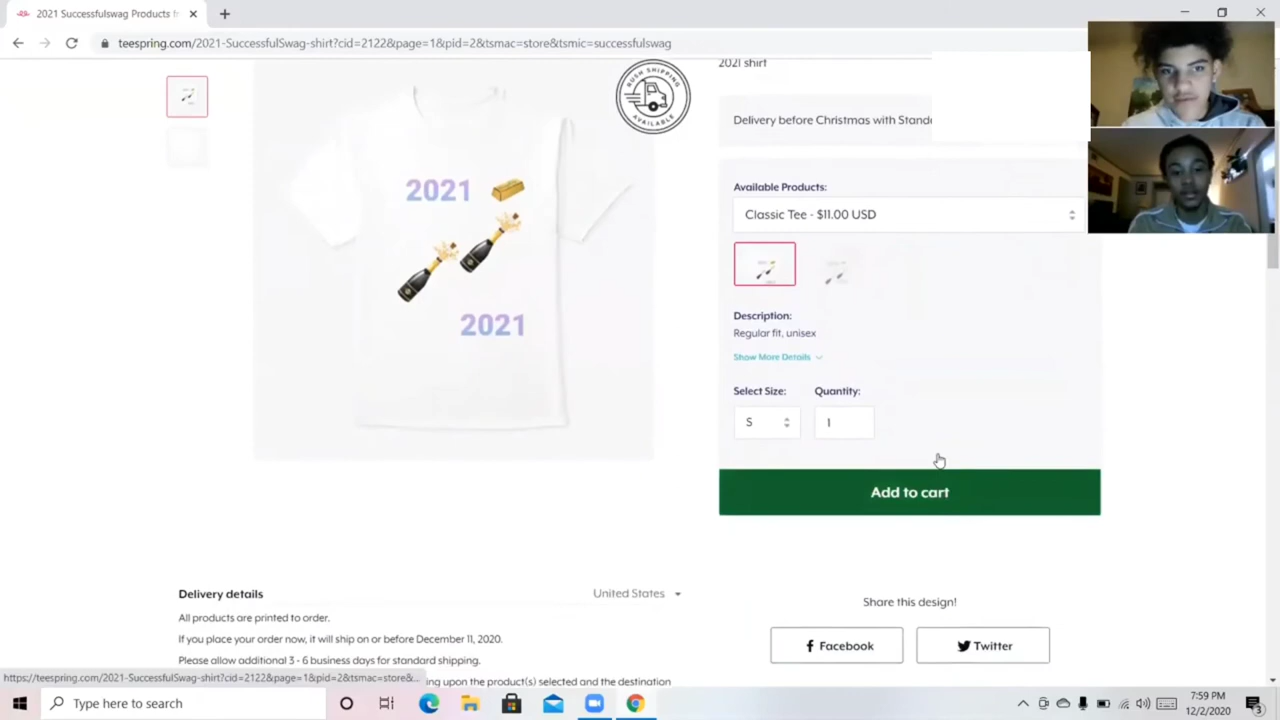 2021 Successfulswag Products f
teespring.com/2021-SuccessfulSwag-shirt?cid=2122&page=1&pid=2&tsmac=store&tsmic=successfulswag
2021 shirt
RUSH SHIPPING
AVAILABLE
Delivery before Christmas with Stand
Available Products:
Classic Tee - $11.00 USD
2021
2021
Description:
Regular fit, unisex
Show More Details
Select Size:
Quantity:
S
1
Add to cart
Delivery details
United States
All products are printed to order.
If you place your order now, it will ship on or before December 11, 2020.
Please allow additional 3 - 6 business days for standard shipping.
ing upon the product(s) selected and the destination
Share this design!
Facebook
Twitter
https://teespring.com/2021-SuccessfulSwag-shirt?cid=2122&page=1&pid=2&tsmac=store&...
Type here to search
7:59 PM
12/2/2020
3